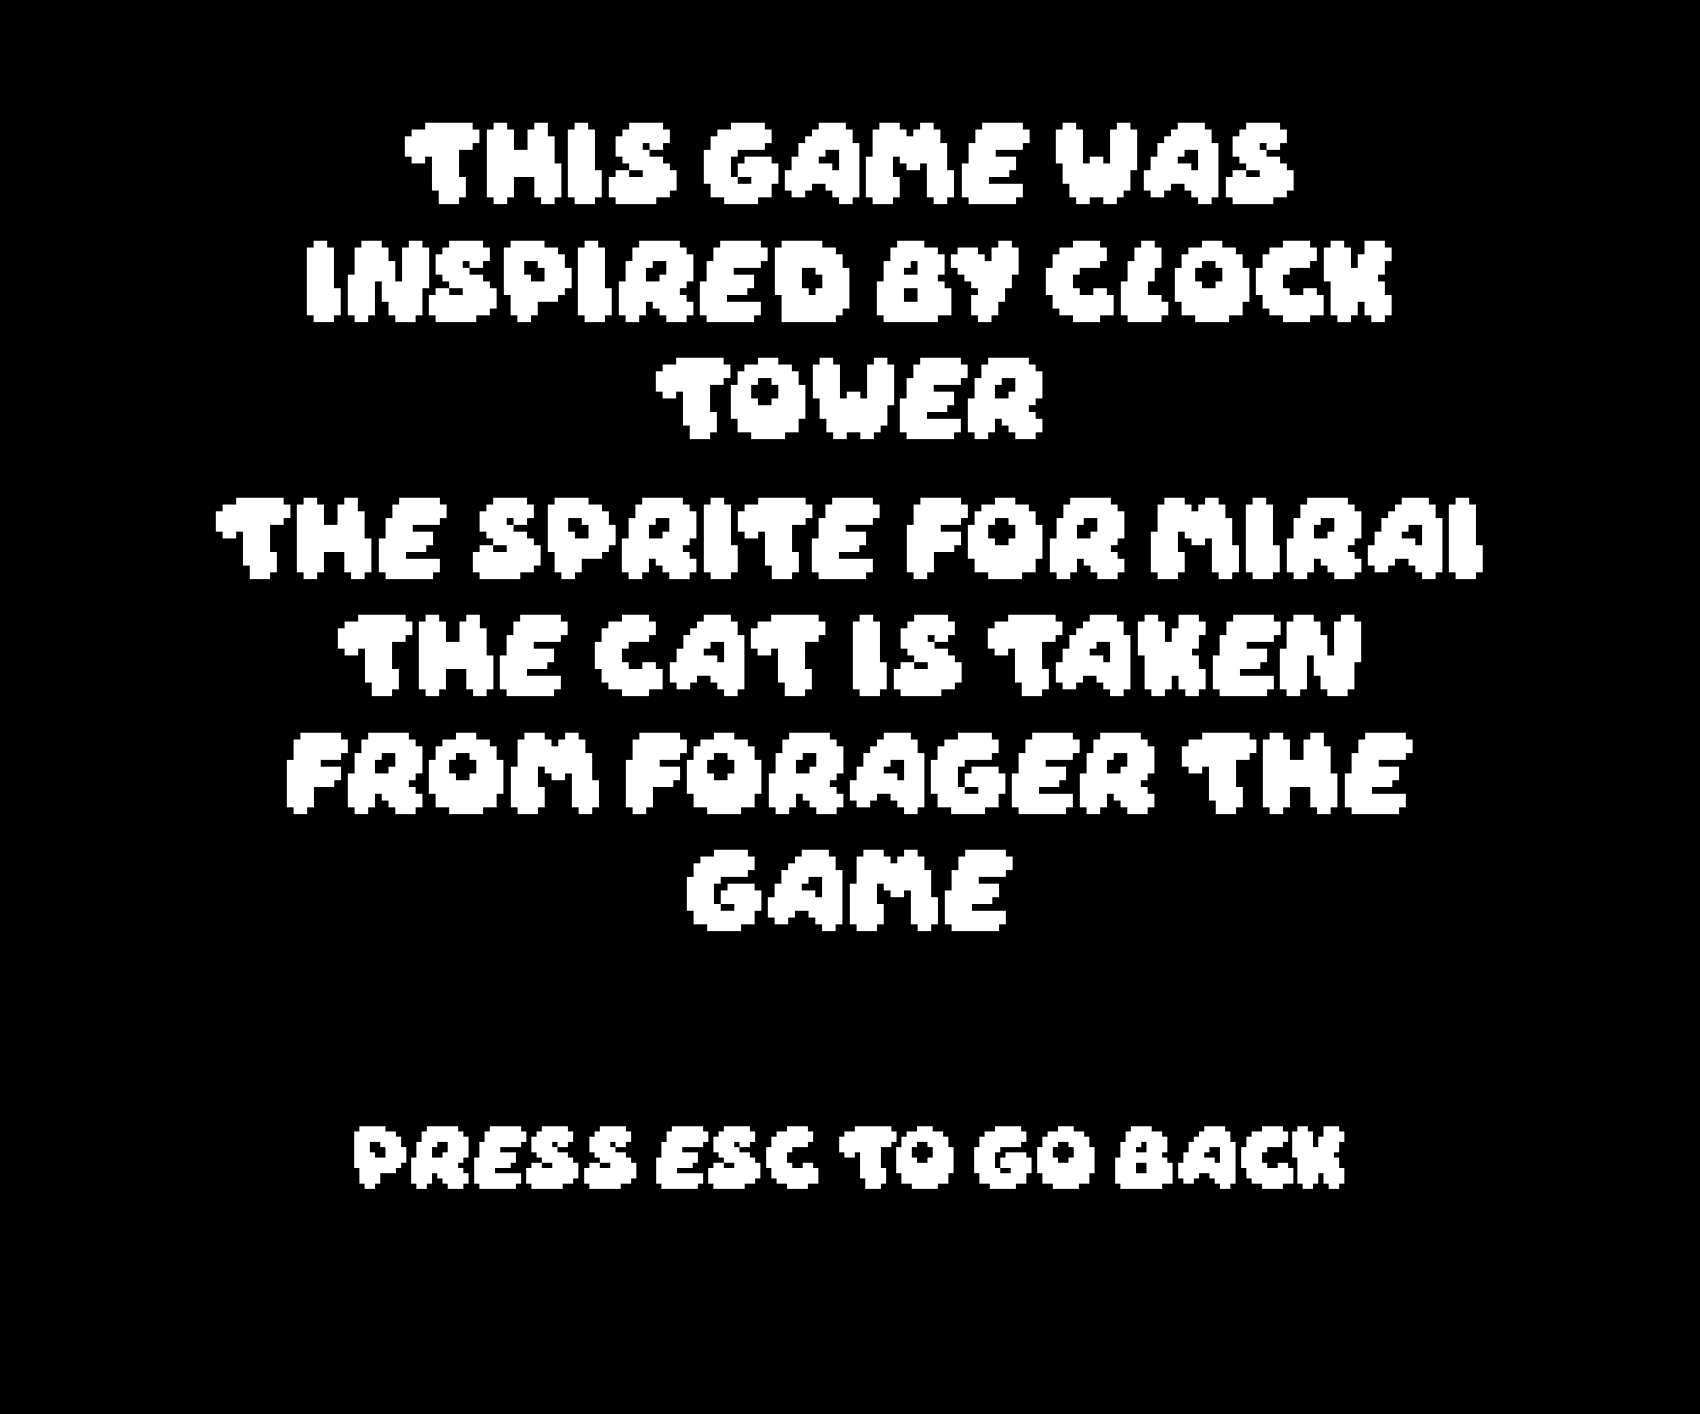 THIS GAME WAS
INSPIRED BY CLOCK
TOWER
THE SPRITE FOR MIRAI
THE CAT IS TAKEN
FROM FORAGER THE
GAME
PRESS ESC TO GO BACK